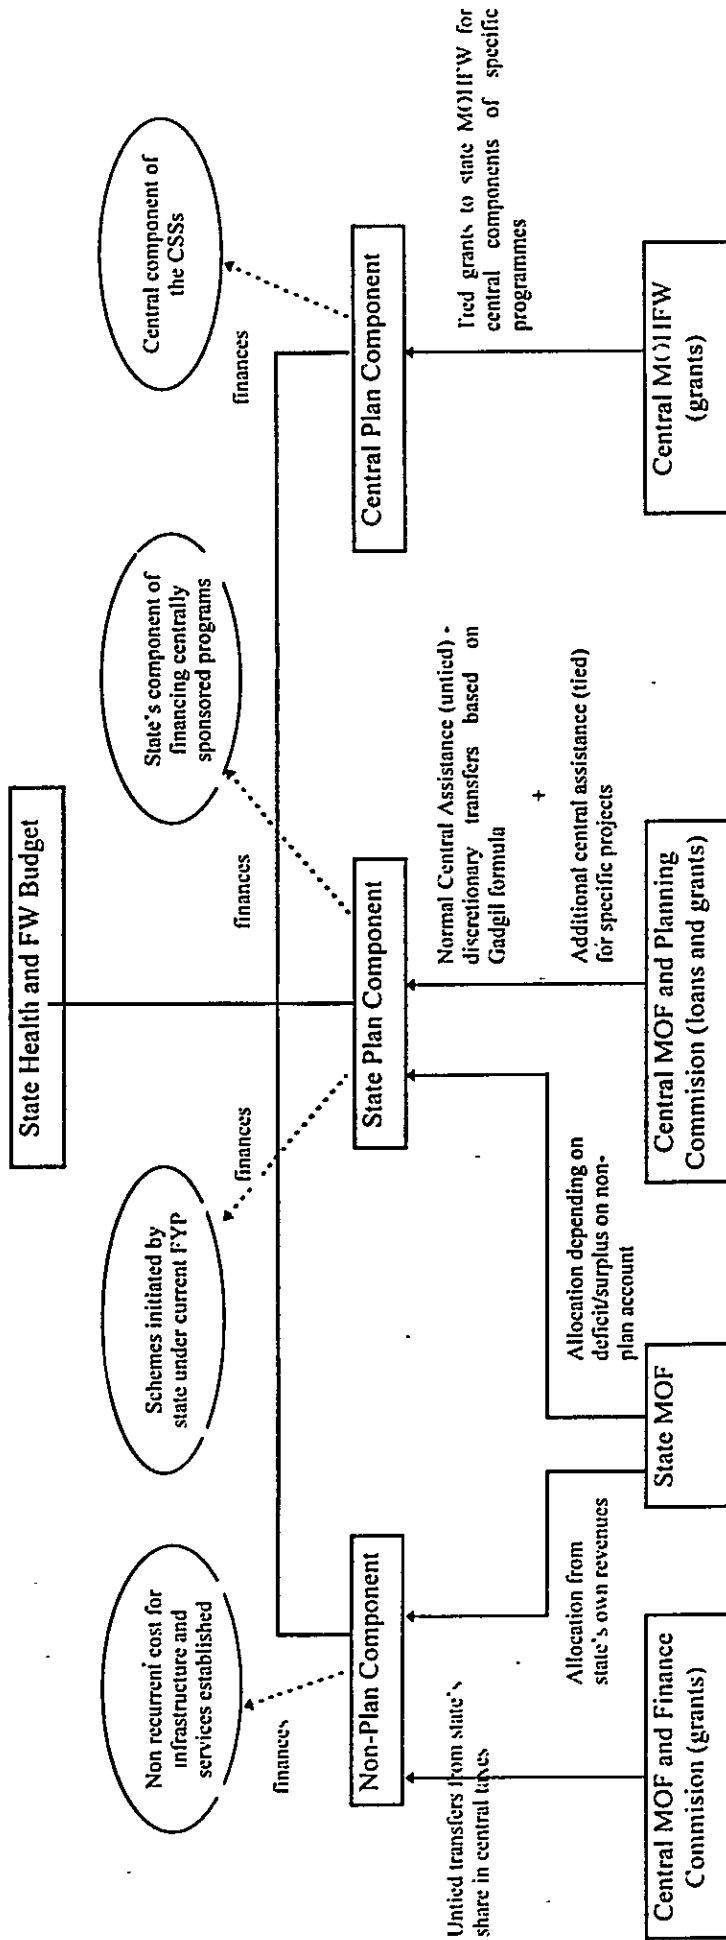 State Health and FW Budget
Non recurrent cost for
infrastructure and
services established
Schemes initiated by
state under current FYP
State's component of
financing centrally
sponsored programs
Central component of
the CSSs
finances
finances
finances
finances
Non-Plan Component
State Plan Component
Central Plan Component
Untied transfers from state's
share in central taxes
Allocation from
state's own revenues
Allocation depending on
deficit/surplus on non-
plan account
Normal Central Assistance (untied) -
discretionary transfers based on
Gadgil formula
+
Additional central assistance (tied)
for specific projects
Tied grants to state MOHFW for
central components of specific
programmes
Central MOF and Finance
Commision (grants)
State MOF
Central MOF and Planning
Commision (loans and grants)
Central MOHFW
(grants)